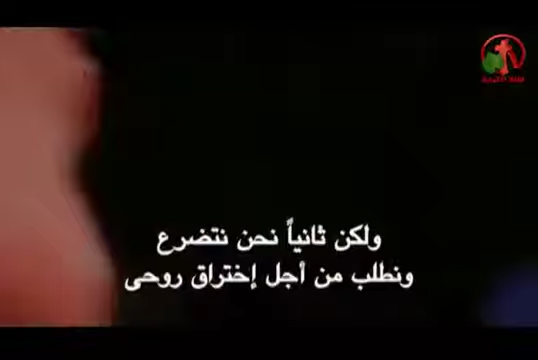 ولكن ثانياً نحن نتضرع
ونطلب من أجل إختراق روحى